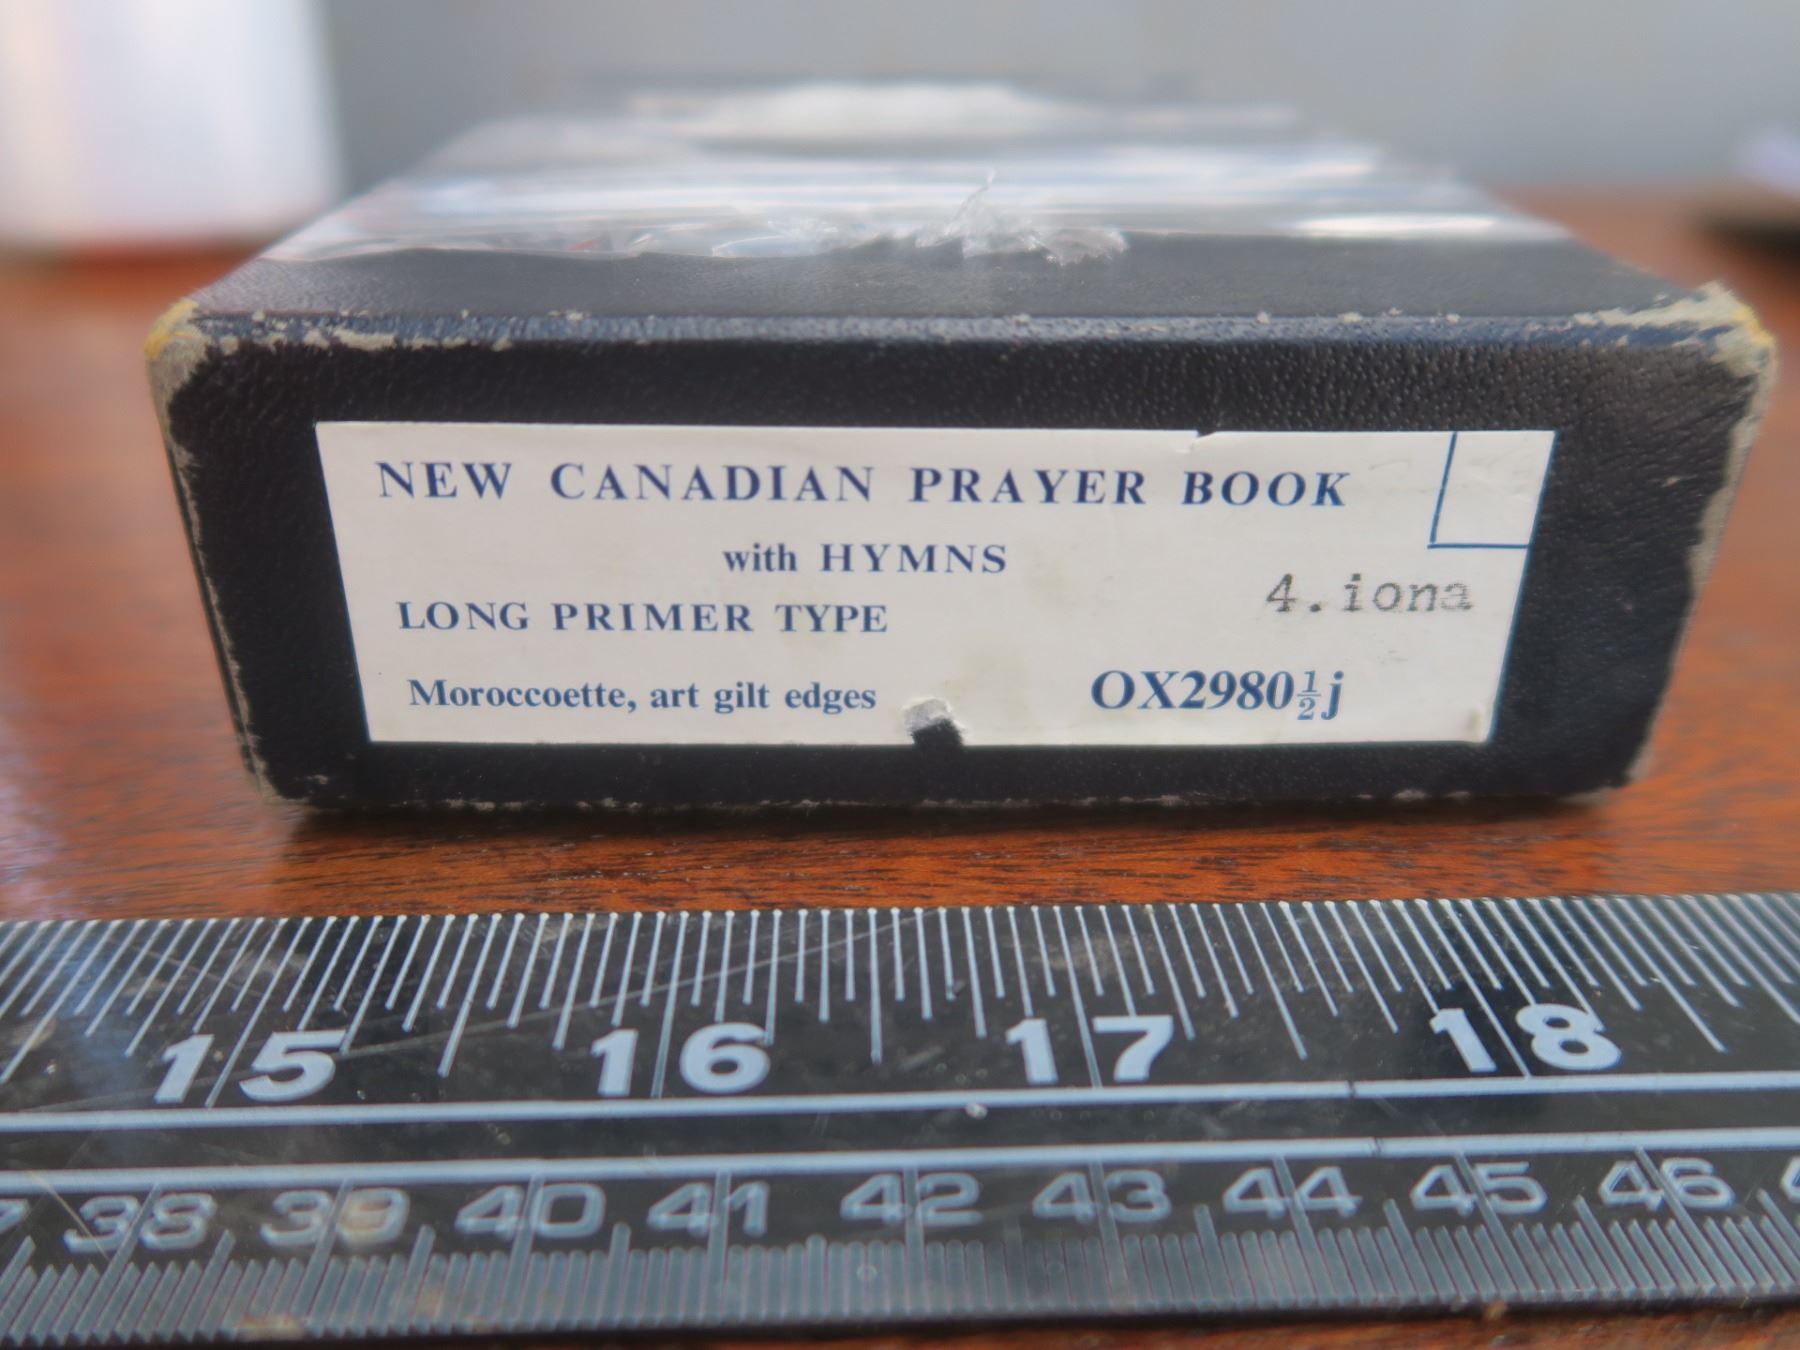 NEW CANADIAN PRAYER BOOK
with HYMNS
4.iona
LONG PRIMER TYPE
Moroccoette, art gilt edges OX2980½j
15 16 17 18
38 39 40 41 42 43 44 45 46